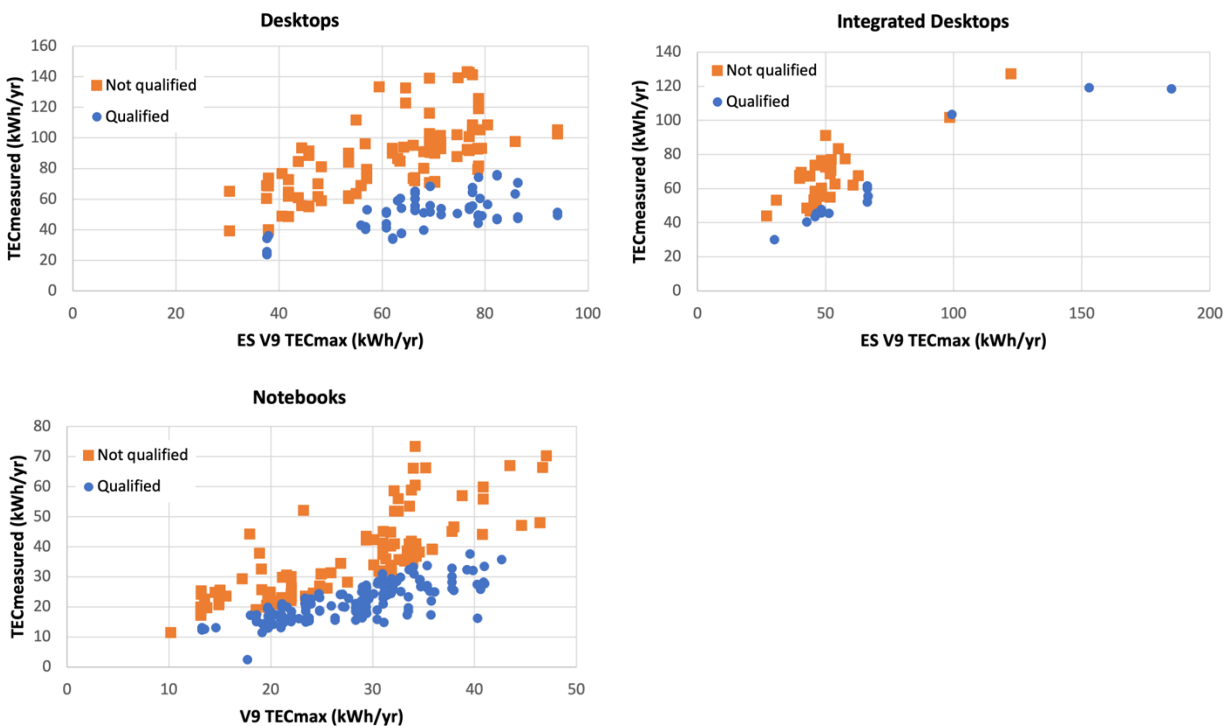 Desktops
160
140
120
100
80
60
40
20
0
TECmeasured (kWh/yr)
Not qualified
Qualified
0 20 40 60 80 100
ES V9 TECmax (kWh/yr)
Integrated Desktops
140
120
100
80
60
40
20
0
TECmeasured (kWh/yr)
Not qualified
Qualified
0 50 100 150 200
ES V9 TECmax (kWh/yr)
Notebooks
80
70
60
50
40
30
20
10
0
TECmeasured (kWh/yr)
Not qualified
Qualified
0 10 20 30 40 50
V9 TECmax (kWh/yr)